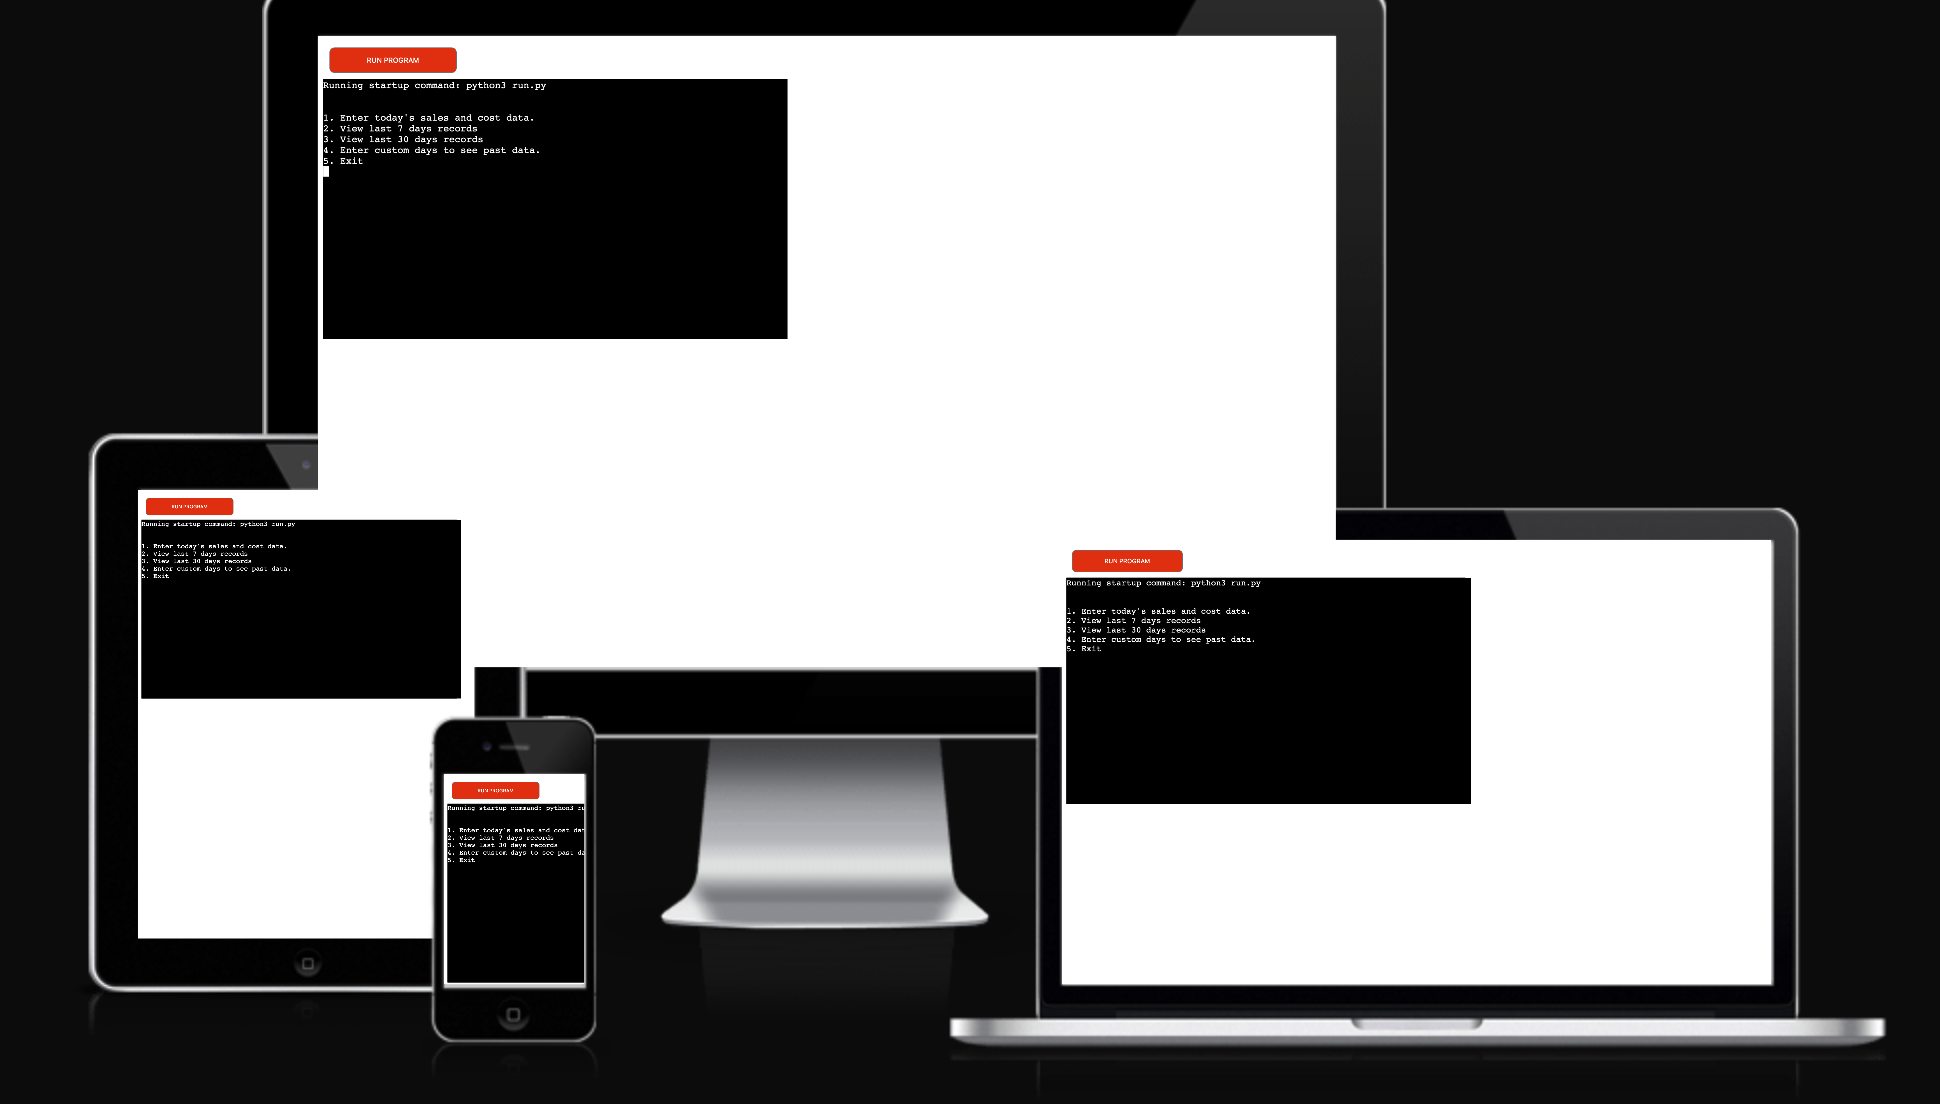 RUN PROGRAM
Running startup command: python3 run.py
1. Enter today's sales and cost data.
2. View last 7 days records
3. View last 30 days records
4. Enter custom days to see past data.
5. Exit
RUN PROGRAM
Running startup command: python3 run.py
1. Enter today's sales and cost data.
2. View last 7 days records
3. View last 30 days records
4. Enter custom days to see past data.
5. Exit
RUN PROGRAM
Running startup command: python3 run.py
1. Enter today's sales and cost data.
2. View last 7 days records
3. View last 30 days records
4. Enter custom days to see past data.
5. Exit
RUN PROGRAM
Running startup command: python3 ru
1. Enter today's sales and cost dat
2. View last 7 days records
3. View last 30 days records
4. Enter custom days to see past da
5. Exit